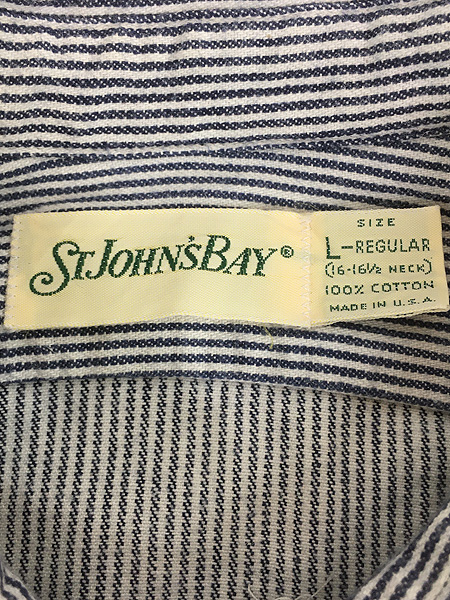 ST. JOHN'S BAY®
SIZE
L-REGULAR
(16-16½ NECK)
100% COTTON
MADE IN U.S.A.